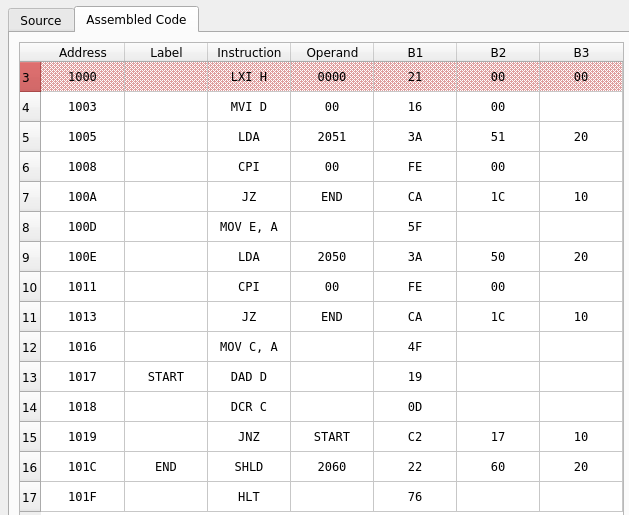 Source Assembled Code
Address Label Instruction Operand B1 B2 B3
3 1000 LXI H 0000 21 00 00
4 1003 MVI D 00 16 00
5 1005 LDA 2051 3A 51 20
6 1008 CPI 00 FE 00
7 100A JZ END CA 1C 10
8 100D MOV E, A 5F
9 100E LDA 2050 3A 50 20
10 1011 CPI 00 FE 00
11 1013 JZ END CA 1C 10
12 1016 MOV C, A 4F
13 1017 START DAD D 19
14 1018 DCR C 0D
15 1019 JNZ START C2 17 10
16 101C END SHLD 2060 22 60 20
17 101F HLT 76